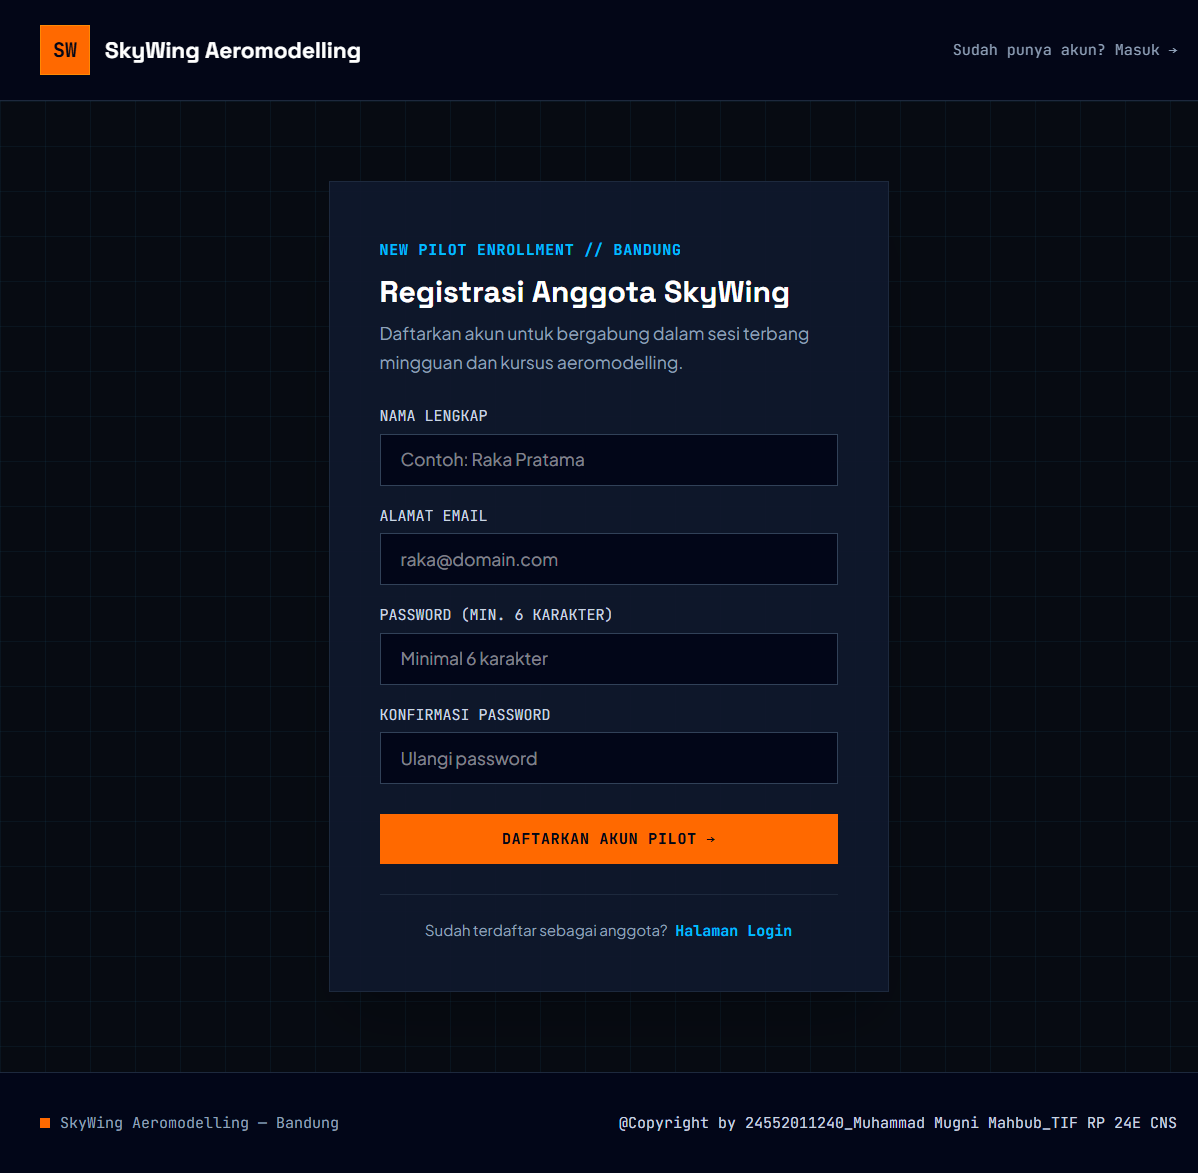 SW
SkyWing Aeromodelling
Sudah punya akun? Masuk →
NEW PILOT ENROLLMENT // BANDUNG
Registrasi Anggota SkyWing
Daftarkan akun untuk bergabung dalam sesi terbang
mingguan dan kursus aeromodelling.
NAMA LENGKAP
Contoh: Raka Pratama
ALAMAT EMAIL
raka@domain.com
PASSWORD (MIN. 6 KARAKTER)
Minimal 6 karakter
KONFIRMASI PASSWORD
Ulangi password
DAFTARKAN AKUN PILOT →
Sudah terdaftar sebagai anggota? Halaman Login
SkyWing Aeromodelling — Bandung
@Copyright by 24552011240_Muhammad Mugni Mahbub_TIF RP 24E CNS